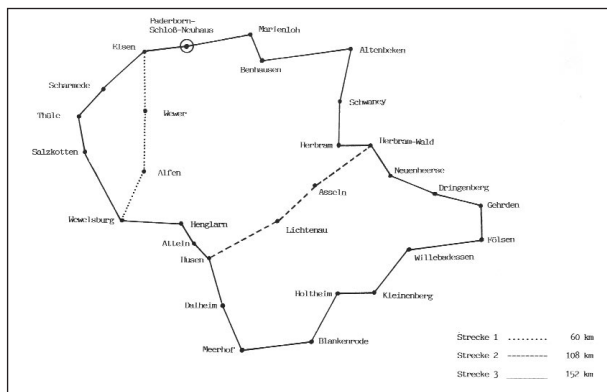 Paderborn-
Schloß-Neuhaus
Marienloh
Elsen
Benhausen
Altenbeken
Scharmede
Schwaney
Thüle
Wewer
Herbram
Herbram-Wald
Salzkotten
Alfen
Neuenheerse
Asseln
Dringenberg
Gehrden
Wewelsburg
Henglarn
Lichtenau
Atteln
Fölsen
Husen
Willebadessen
Dalheim
Holtheim
Kleinenberg
Meerhof
Blankenrode
Strecke 1 .......... 60 km
Strecke 2 ---------- 108 km
Strecke 3 __________ 152 km